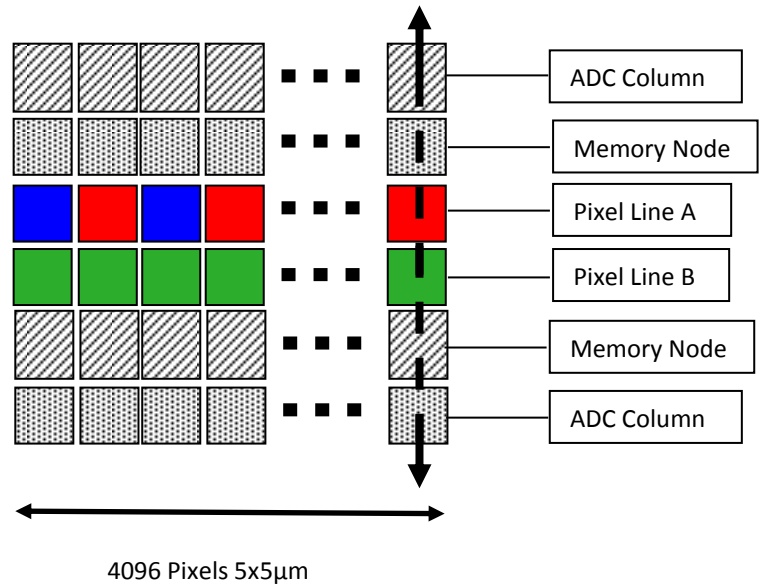 ADC Column
Memory Node
Pixel Line A
Pixel Line B
Memory Node
ADC Column
4096 Pixels 5x5µm